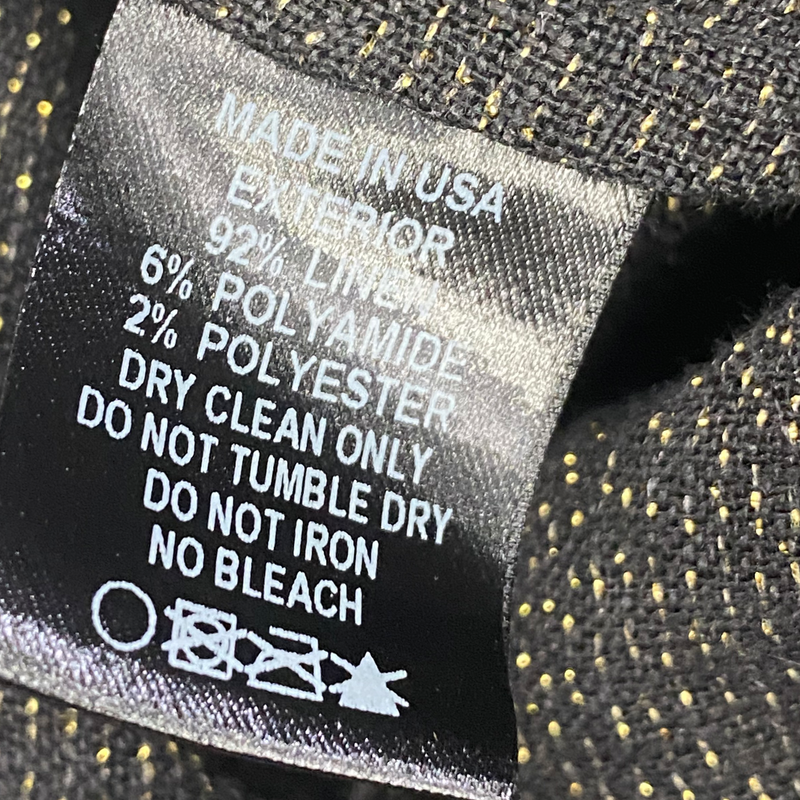 MADE IN USA
EXTERIOR
92% LINEN
6% POLYAMIDE
2% POLYESTER
DRY CLEAN ONLY
DO NOT TUMBLE DRY
DO NOT IRON
NO BLEACH